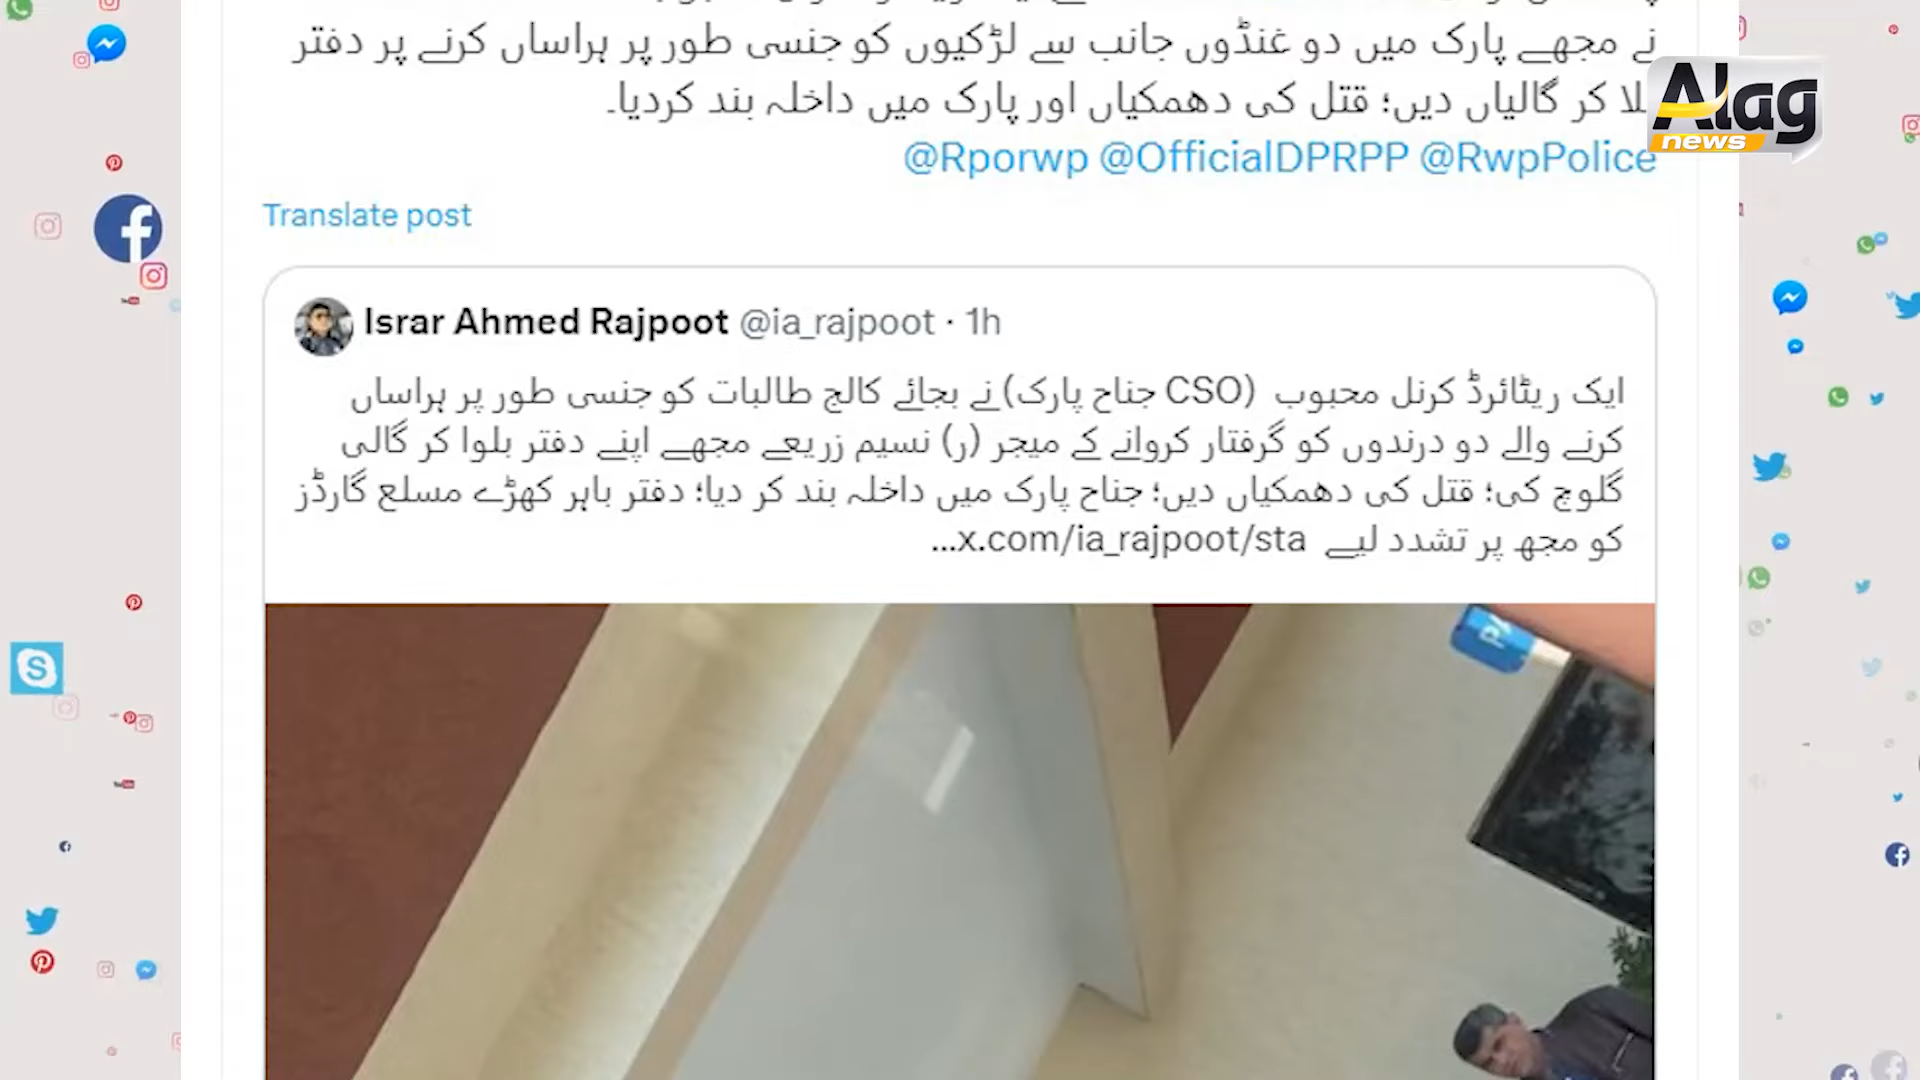 نے مجھے پارک میں دو غنڈوں جانب سے لڑکیوں کو جنسی طور پر ہراساں کرنے پر دفتر
کر گالیاں دیں؛ قتل کی دھمکیاں اور پارک میں داخلہ بند کردیا۔
@Rporwp @OfficialDPRPP @RwpPolice
Alag
news
Translate post
Israr Ahmed Rajpoot @ia_rajpoot · 1h
ایک ریٹائرڈ کرنل محبوب (CSO جناح پارک) نے بجائے کالج طالبات کو جنسی طور پر ہراساں
کرنے والے دو درندوں کو گرفتار کروانے کے میجر (ر) نسیم زریعے مجھے اپنے دفتر بلوا کر گالی
گلوچ کی؛ قتل کی دھمکیاں دیں؛ جناح پارک میں داخلہ بند کر دیا؛ دفتر باہر کھڑے مسلع گارڈز
کو مجھ پر تشدد لیے x.com/ia_rajpoot/sta...